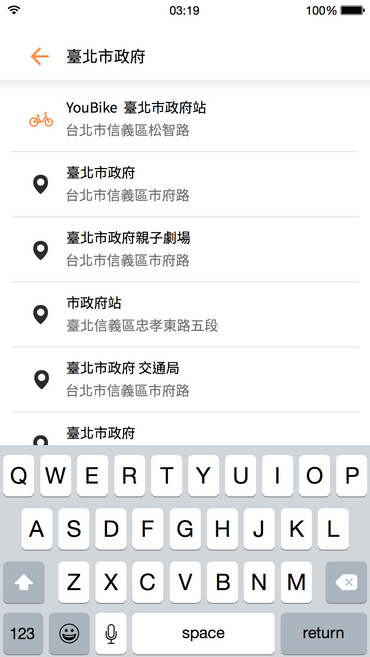 03:19
100%
臺北市政府
YouBike 臺北市政府站
台北市信義區松智路
臺北市政府
台北市信義區市府路
臺北市政府親子劇場
台北市信義區市府路
市政府站
臺北信義區忠孝東路五段
臺北市政府 交通局
台北市信義區市府路
臺北市政府
Q W E R T Y U I O P
A S D F G H J K L
Z X C V B N M
123 space return